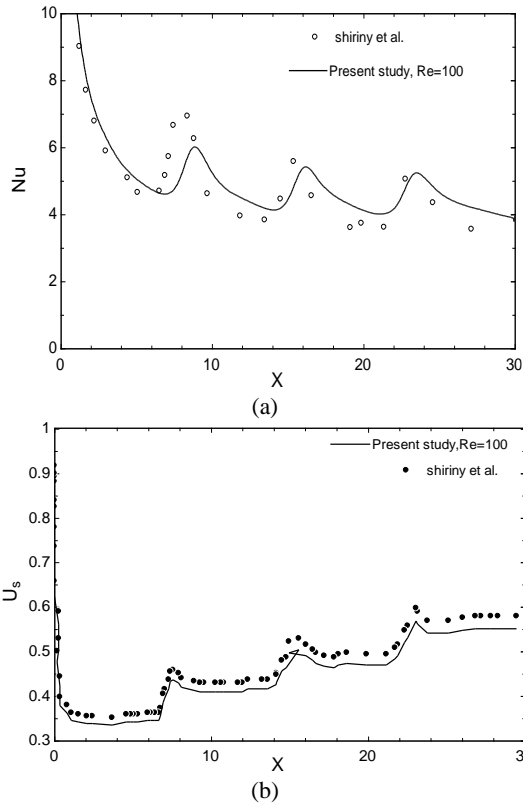 10
8
6
4
2
0
Nu
shiriny et al.
Present study, Re=100
0
10
20
30
X
(a)
1
0.9
0.8
0.7
0.6
0.5
0.4
0.3
U_s
Present study,Re=100
shiriny et al.
0
10
20
3
X
(b)